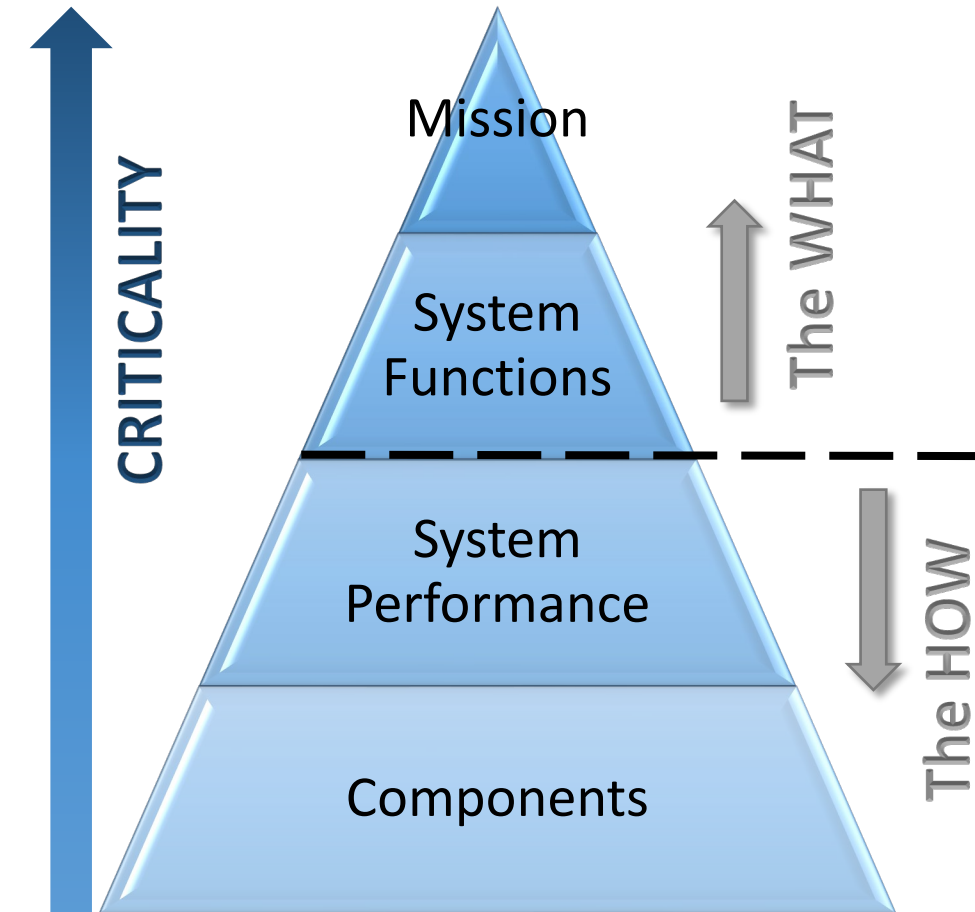 Mission
CRITICALITY
The WHAT
System
Functions
System
Performance
The HOW
Components